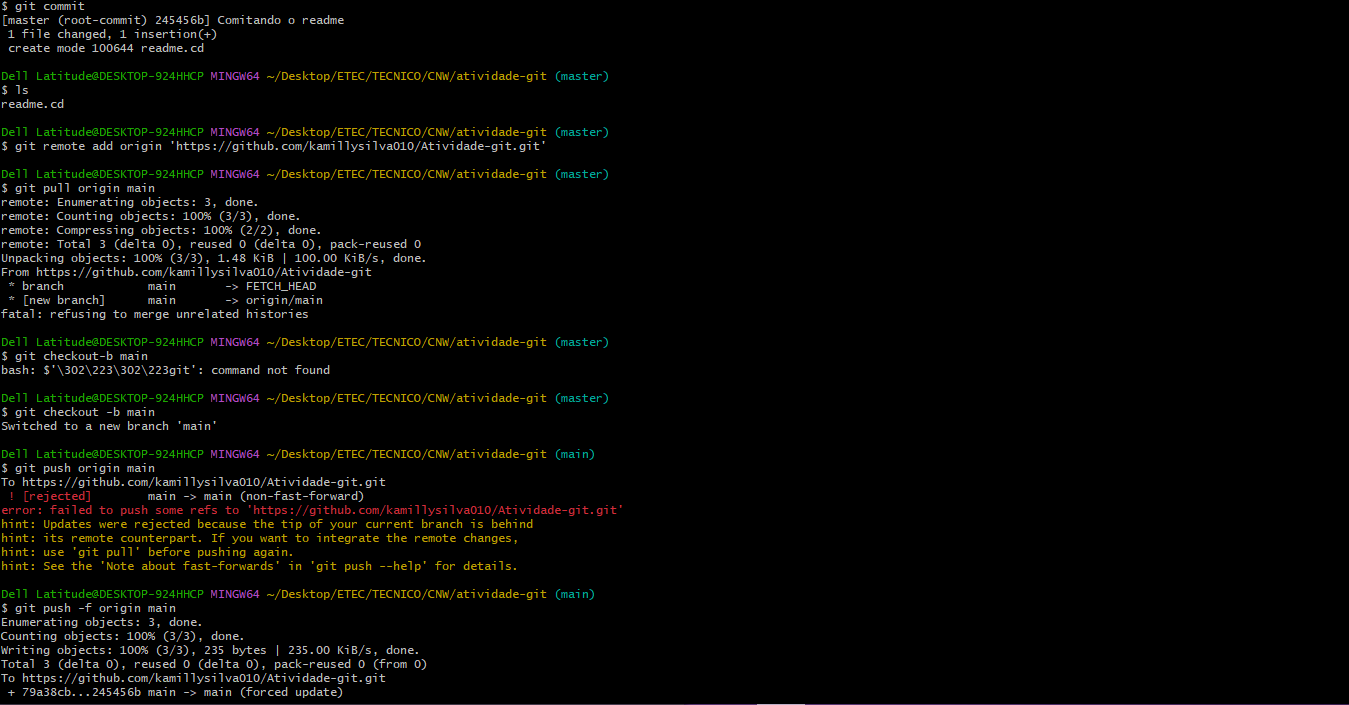 $ git commit
[master (root-commit) 245456b] Comitando o readme
 1 file changed, 1 insertion(+)
 create mode 100644 readme.cd
Dell Latitude@DESKTOP-924HHCP MINGW64 ~/Desktop/ETEC/TECNICO/CNW/atividade-git (master)
$ ls
readme.cd
Dell Latitude@DESKTOP-924HHCP MINGW64 ~/Desktop/ETEC/TECNICO/CNW/atividade-git (master)
$ git remote add origin 'https://github.com/kamillysilva010/Atividade-git.git'
Dell Latitude@DESKTOP-924HHCP MINGW64 ~/Desktop/ETEC/TECNICO/CNW/atividade-git (master)
$ git pull origin main
remote: Enumerating objects: 3, done.
remote: Counting objects: 100% (3/3), done.
remote: Compressing objects: 100% (2/2), done.
remote: Total 3 (delta 0), reused 0 (delta 0), pack-reused 0
Unpacking objects: 100% (3/3), 1.48 KiB | 100.00 KiB/s, done.
From https://github.com/kamillysilva010/Atividade-git
 * branch            main       -> FETCH_HEAD
 * [new branch]      main       -> origin/main
fatal: refusing to merge unrelated histories
Dell Latitude@DESKTOP-924HHCP MINGW64 ~/Desktop/ETEC/TECNICO/CNW/atividade-git (master)
$ git checkout-b main
bash: $'\302\223\302\223git': command not found
Dell Latitude@DESKTOP-924HHCP MINGW64 ~/Desktop/ETEC/TECNICO/CNW/atividade-git (master)
$ git checkout -b main
Switched to a new branch 'main'
Dell Latitude@DESKTOP-924HHCP MINGW64 ~/Desktop/ETEC/TECNICO/CNW/atividade-git (main)
$ git push origin main
To https://github.com/kamillysilva010/Atividade-git.git
 ! [rejected]        main -> main (non-fast-forward)
error: failed to push some refs to 'https://github.com/kamillysilva010/Atividade-git.git'
hint: Updates were rejected because the tip of your current branch is behind
hint: its remote counterpart. If you want to integrate the remote changes,
hint: use 'git pull' before pushing again.
hint: See the 'Note about fast-forwards' in 'git push --help' for details.
Dell Latitude@DESKTOP-924HHCP MINGW64 ~/Desktop/ETEC/TECNICO/CNW/atividade-git (main)
$ git push -f origin main
Enumerating objects: 3, done.
Counting objects: 100% (3/3), done.
Writing objects: 100% (3/3), 235 bytes | 235.00 KiB/s, done.
Total 3 (delta 0), reused 0 (delta 0), pack-reused 0 (from 0)
To https://github.com/kamillysilva010/Atividade-git.git
 + 79a38cb...245456b main -> main (forced update)